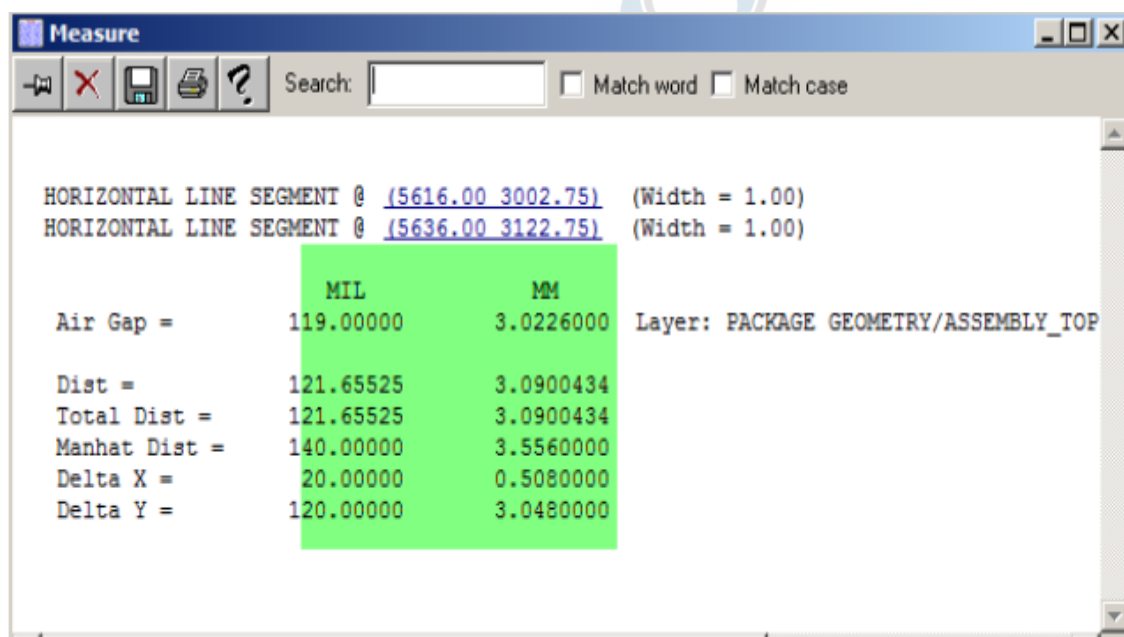 Measure
Search: Match word Match case
HORIZONTAL LINE SEGMENT @ (5616.00 3002.75) (Width = 1.00)
HORIZONTAL LINE SEGMENT @ (5636.00 3122.75) (Width = 1.00)
MIL MM
Air Gap = 119.00000 3.0226000 Layer: PACKAGE GEOMETRY/ASSEMBLY_TOP
Dist = 121.65525 3.0900434
Total Dist = 121.65525 3.0900434
Manhat Dist = 140.00000 3.5560000
Delta X = 20.00000 0.5080000
Delta Y = 120.00000 3.0480000